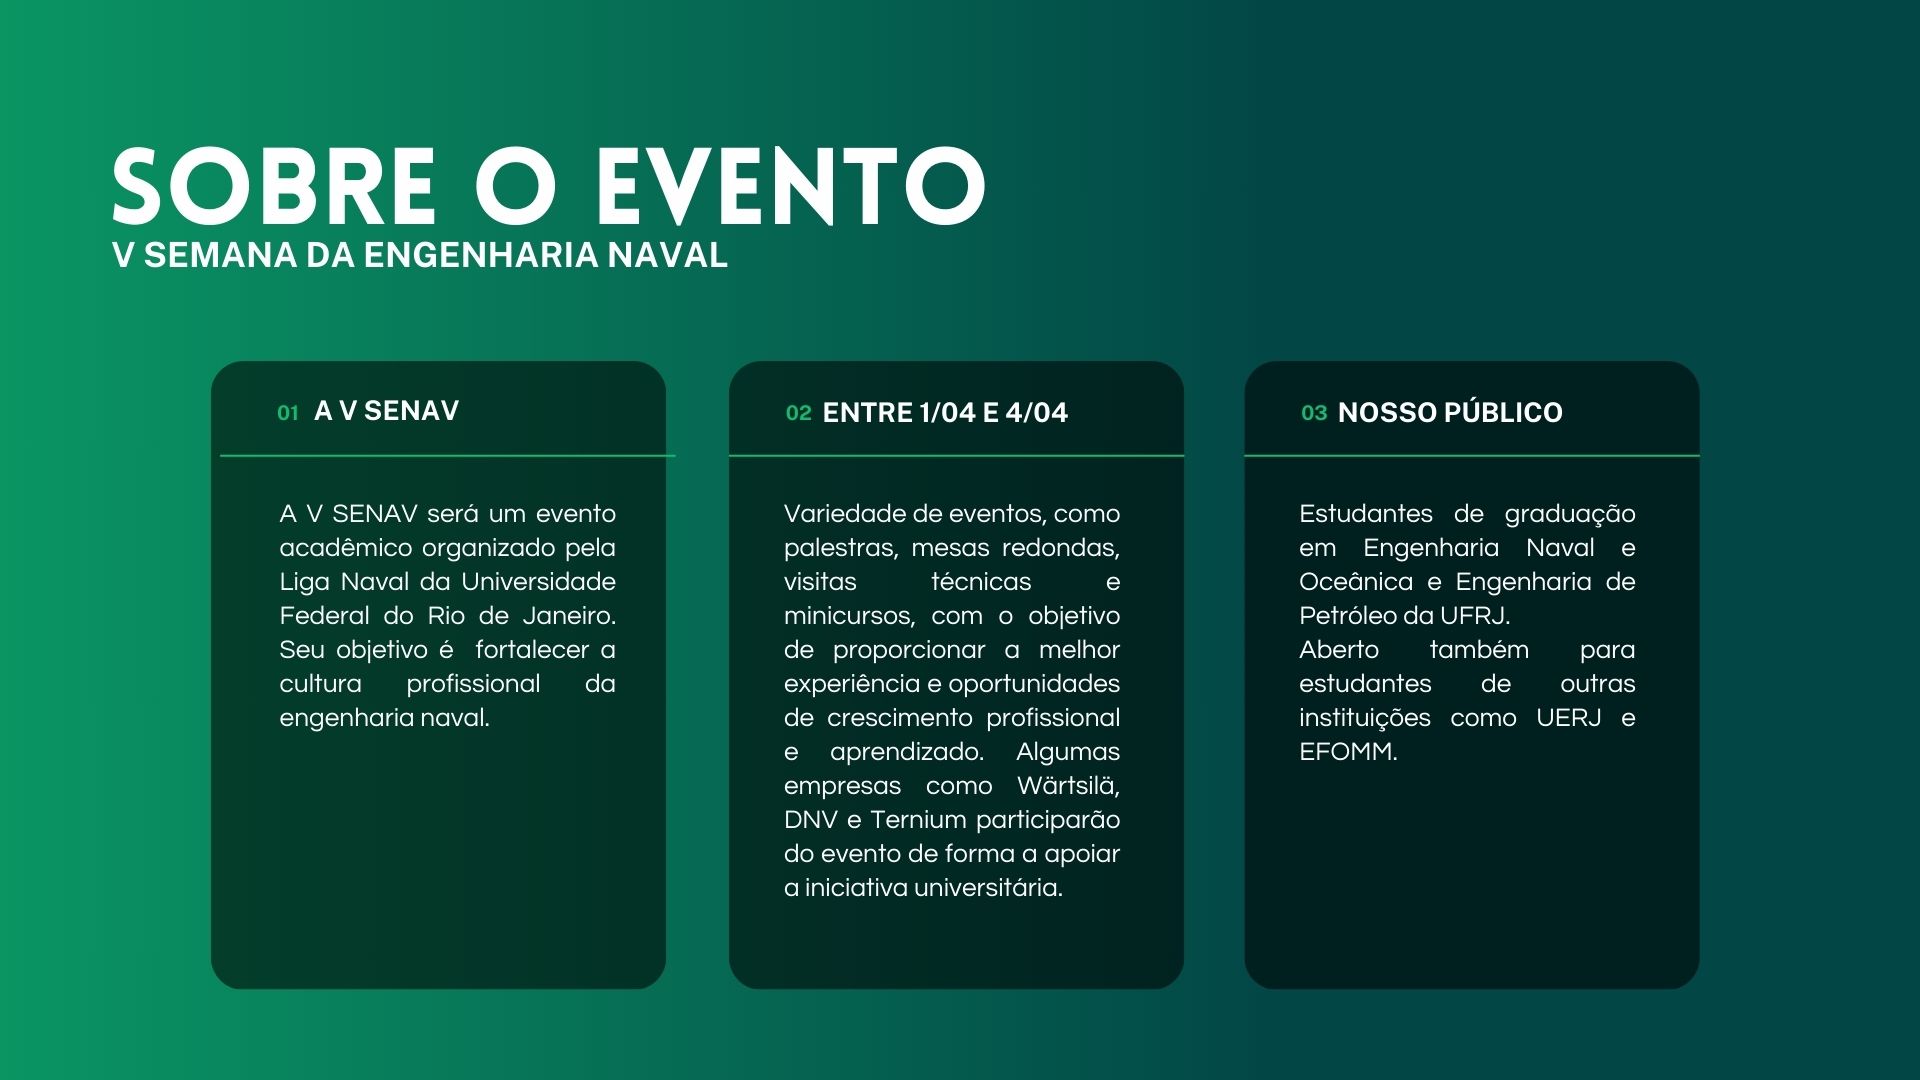 SOBRE O EVENTO
V SEMANA DA ENGENHARIA NAVAL
01 A V SENAV
A V SENAV será um evento
acadêmico organizado pela
Liga Naval da Universidade
Federal do Rio de Janeiro.
Seu objetivo é fortalecer a
cultura profissional da
engenharia naval.
02 ENTRE 1/04 E 4/04
Variedade de eventos, como
palestras, mesas redondas,
visitas técnicas e
minicursos, com o objetivo
de proporcionar a melhor
experiência e oportunidades
de crescimento profissional
e aprendizado. Algumas
empresas como Wärtsilä,
DNV e Ternium participarão
do evento de forma a apoiar
a iniciativa universitária.
03 NOSSO PÚBLICO
Estudantes de graduação
em Engenharia Naval e
Oceânica e Engenharia de
Petróleo da UFRJ.
Aberto também para
estudantes de outras
instituições como UERJ e
EFOMM.